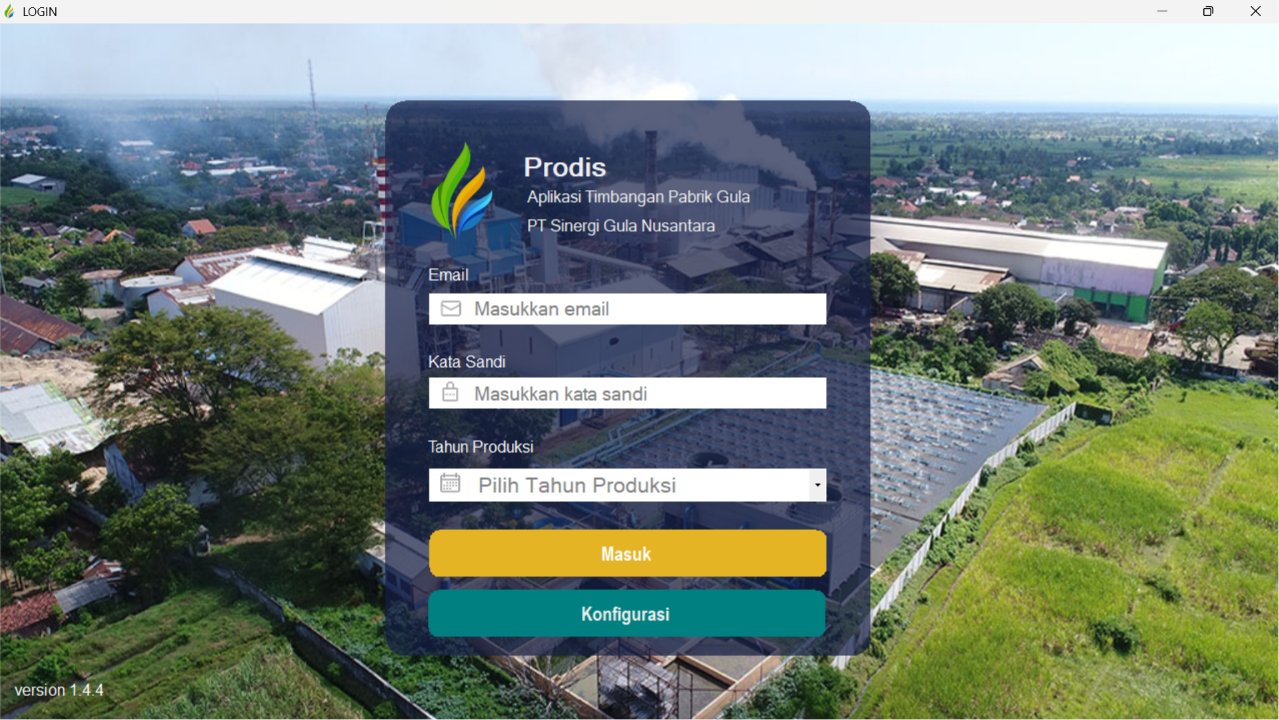 LOGIN
Prodis
Aplikasi Timbangan Pabrik Gula
PT Sinergi Gula Nusantara
Email
Masukkan email
Kata Sandi
Masukkan kata sandi
Tahun Produksi
Pilih Tahun Produksi
Masuk
Konfigurasi
version 1.4.4